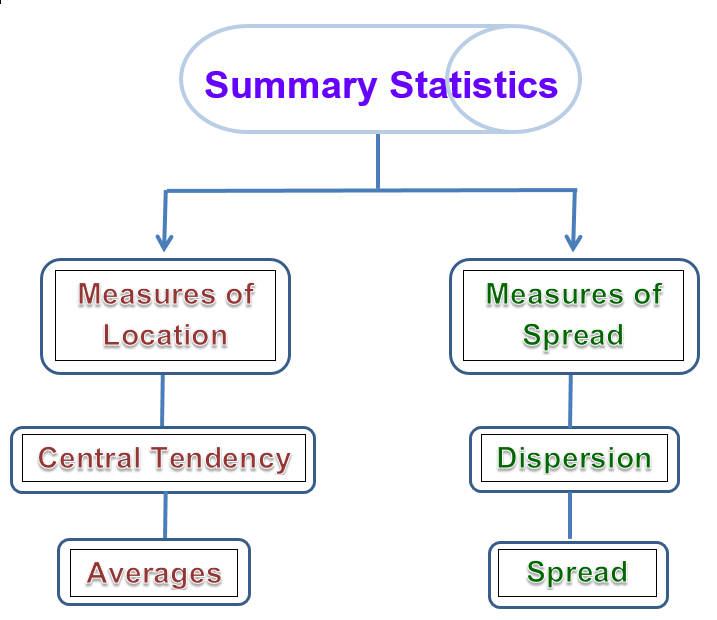 Summary Statistics
Measures of
Location
Measures of
Spread
Central Tendency
Dispersion
Averages
Spread